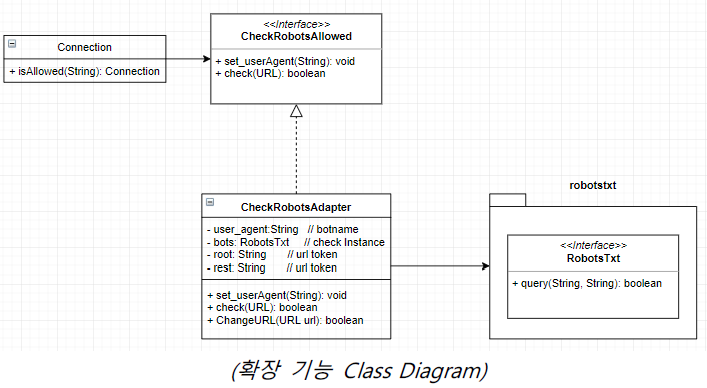 Connection
+ isAllowed(String): Connection
<<Interface>>
CheckRobotsAllowed
+ set_userAgent(String): void
+ check(URL): boolean
CheckRobotsAdapter
- user_agent:String // botname
- bots: RobotsTxt // check Instance
- root: String // url token
- rest: String // url token
+ set_userAgent(String): void
+ check(URL): boolean
+ ChangeURL(URL url): boolean
robotstxt
<<Interface>>
RobotsTxt
+ query(String, String): boolean
(확장 기능 Class Diagram)